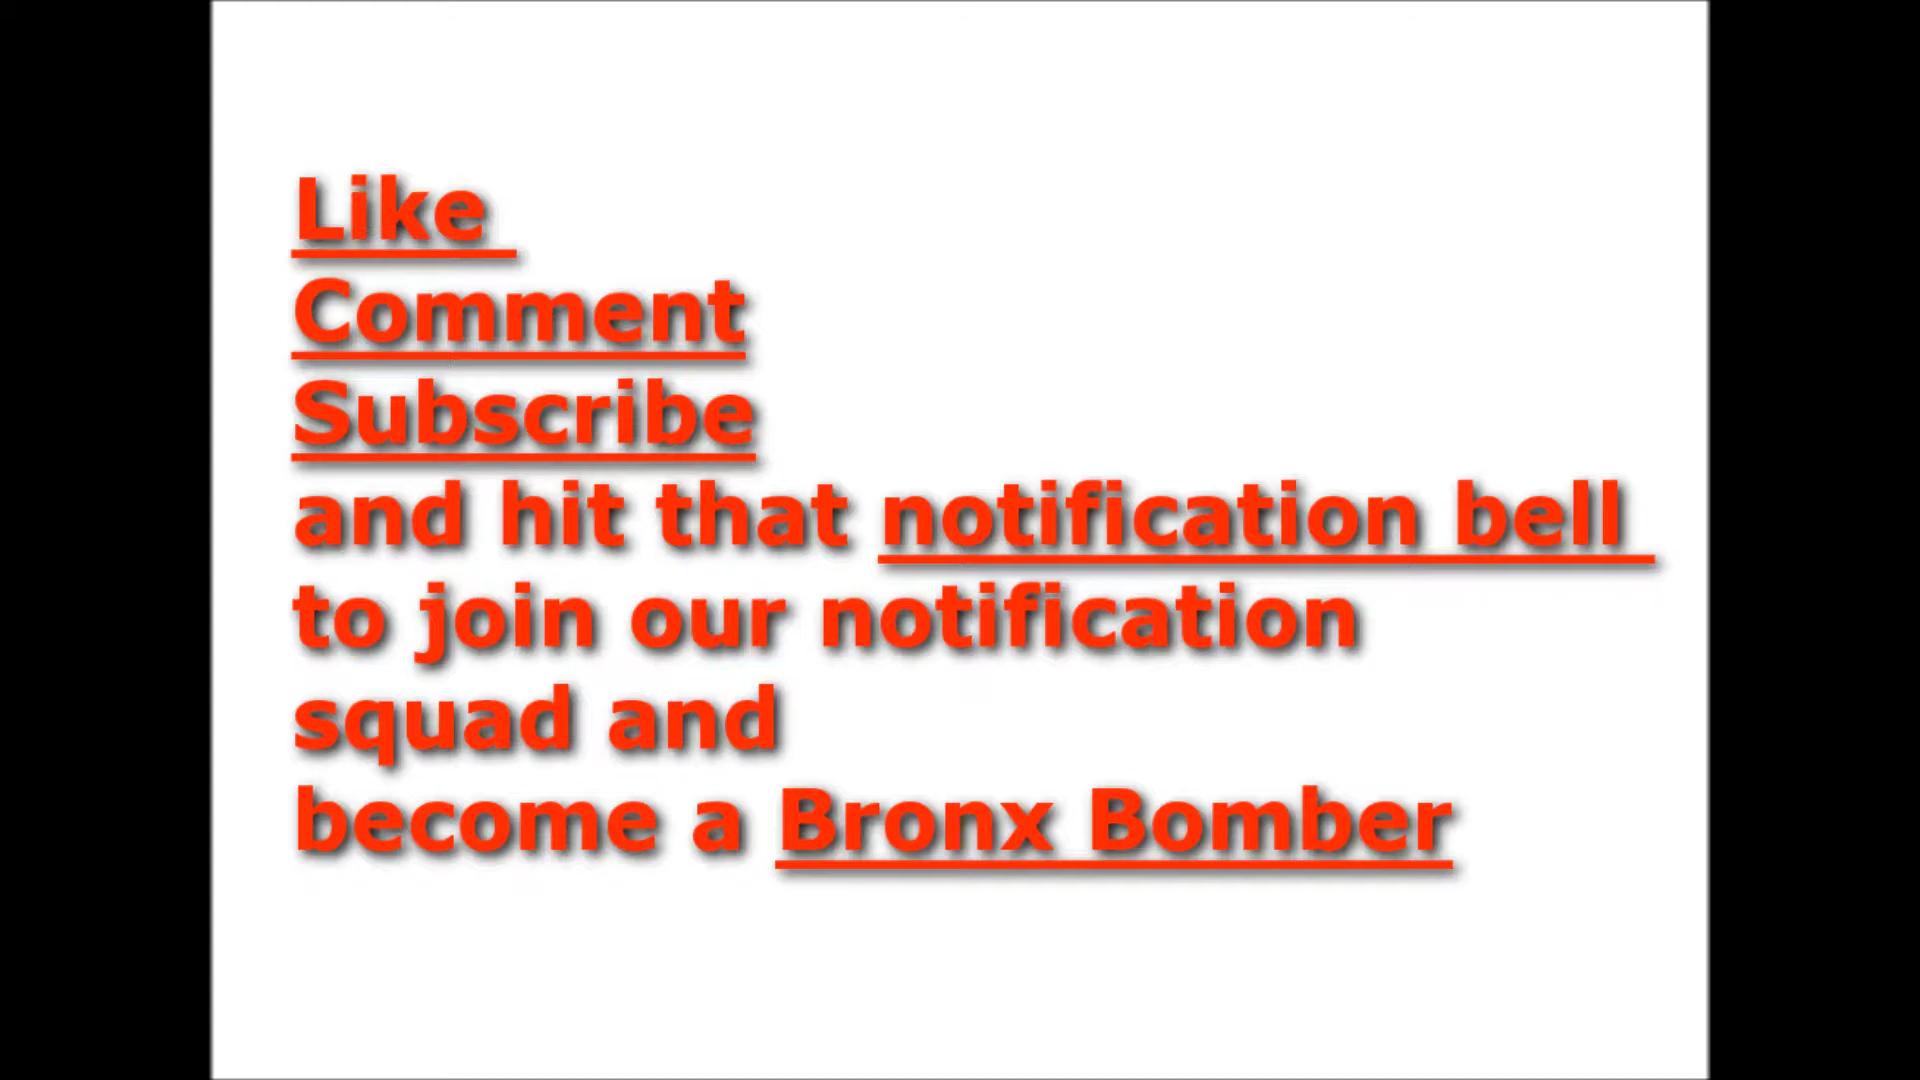 Like
Comment
Subscribe
and hit that notification bell
to join our notification
squad and
become a Bronx Bomber